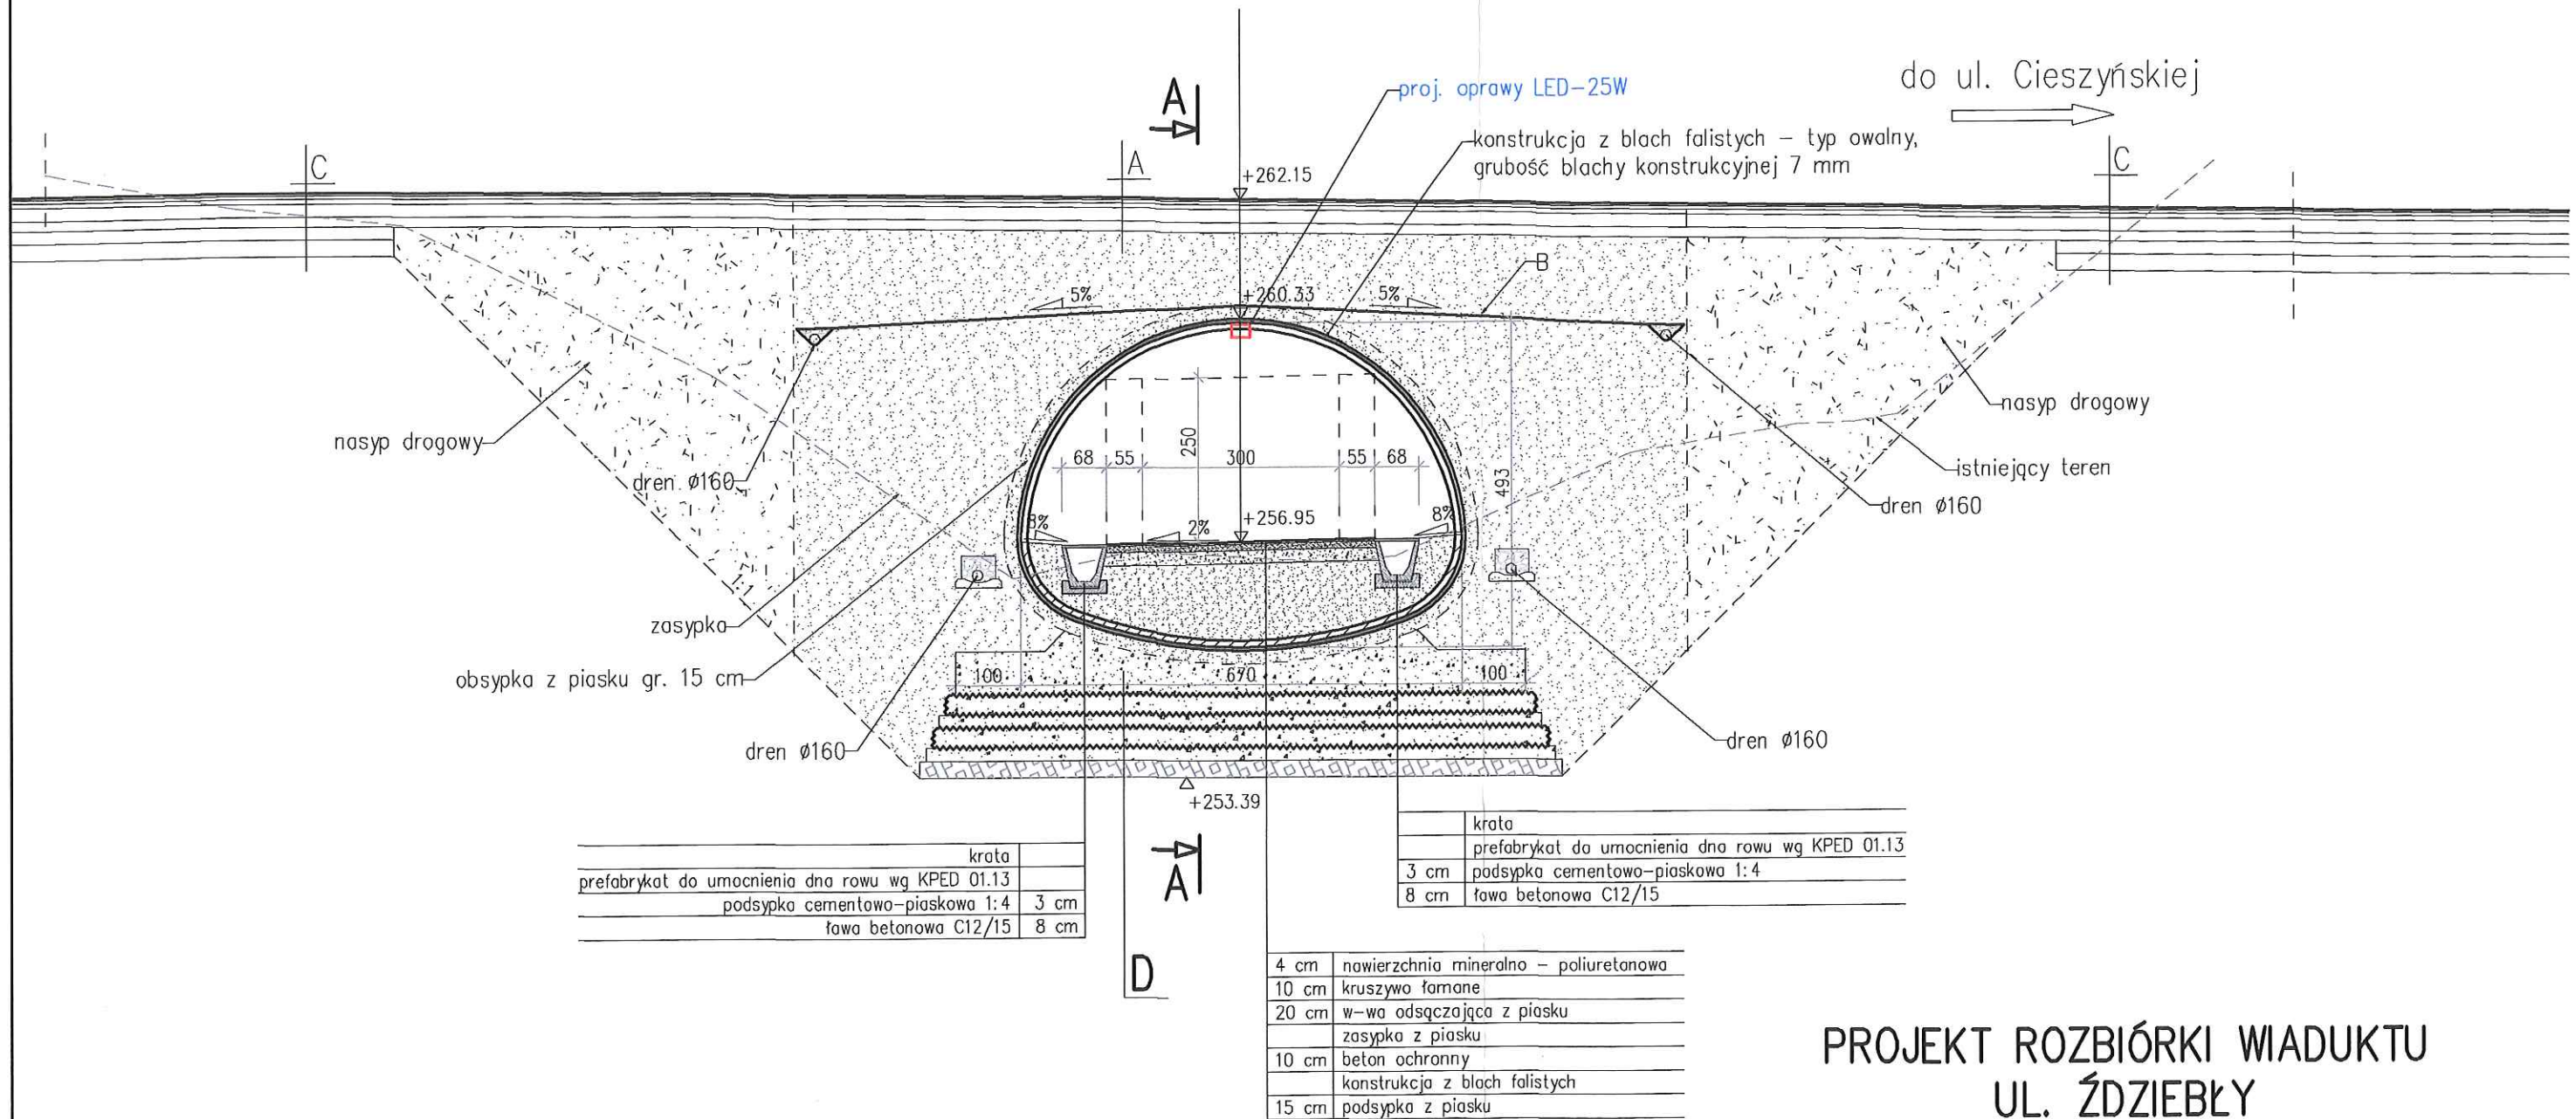 do ul. Cieszyńskiej
A
proj. oprawy LED-25W
konstrukcja z blach falistych – typ owalny,
grubość blachy konstrukcyjnej 7 mm
C
A
+262.15
C
B
5%
+260.33
5%
nasyp drogowy
nasyp drogowy
dren ø160
68
55
250
300
55
68
493
istniejący teren
dren ø160
8%
2%
+256.95
8%
1:1
zasypka
obsypka z piasku gr. 15 cm
100
670
100
dren ø160
dren ø160
+253.39
A
krata
prefabrykat do umocnienia dna rowu wg KPED 01.13
podsypka cementowo-piaskowa 1:4 3 cm
ława betonowa C12/15 8 cm
krata
prefabrykat do umocnienia dna rowu wg KPED 01.13
3 cm podsypka cementowo-piaskowa 1:4
8 cm ława betonowa C12/15
D
4 cm nawierzchnia mineralno – poliuretanowa
10 cm kruszywo łamane
20 cm w-wa odsączająca z piasku
zasypka z piasku
10 cm beton ochronny
konstrukcja z blach falistych
15 cm podsypka z piasku
PROJEKT ROZBIÓRKI WIADUKTU
UL. ŹDZIEBŁY